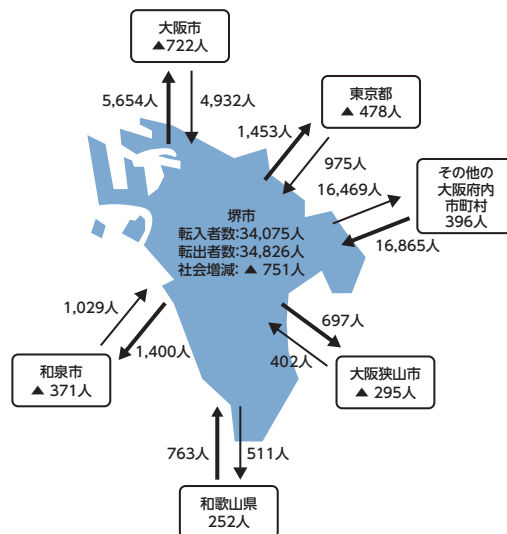 大阪市
▲722人
5,654人
4,932人
東京都
▲ 478人
1,453人
975人
その他の
大阪府内
市町村
396人
16,469人
16,865人
堺市
転入者数:34,075人
転出者数:34,826人
社会増減: ▲ 751人
1,029人
1,400人
和泉市
▲ 371人
697人
402人
大阪狭山市
▲ 295人
763人
511人
和歌山県
252人